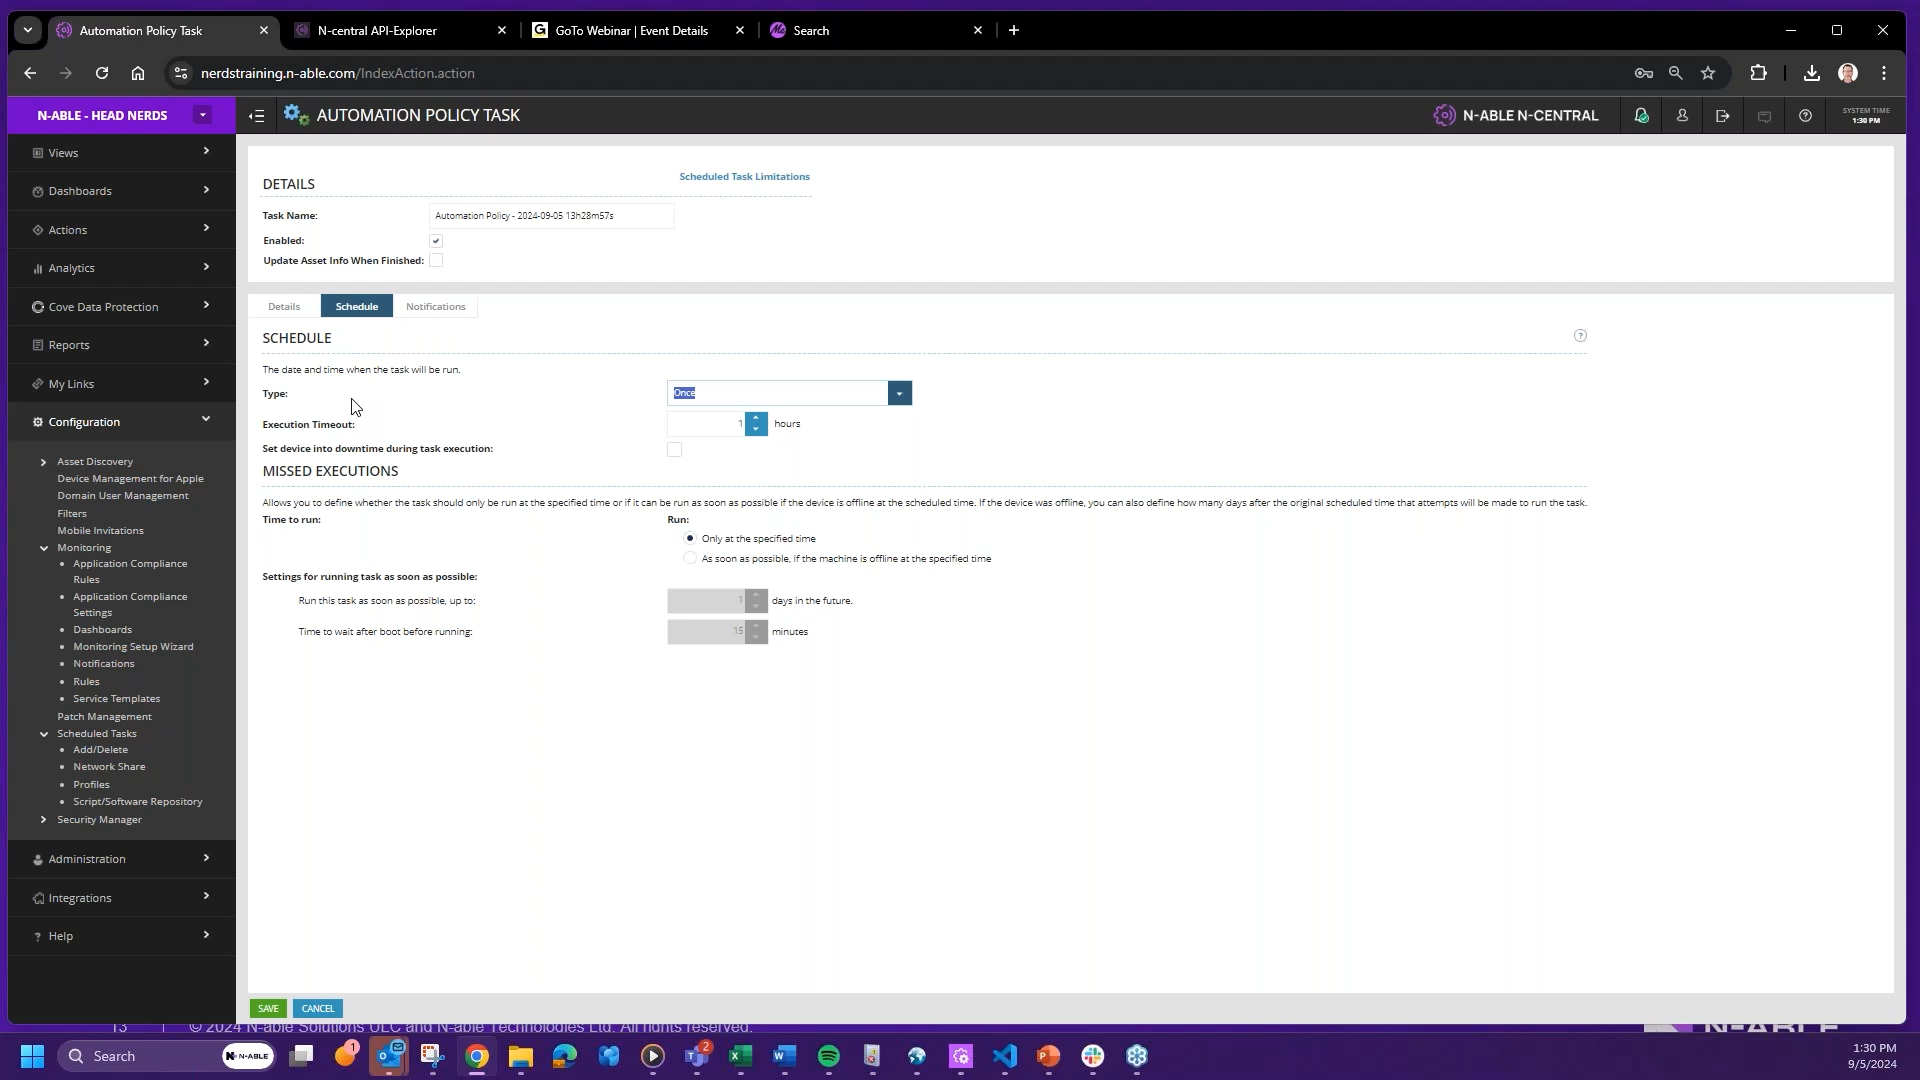 Automation Policy Task
N-central API-Explorer
GoTo Webinar | Event Details
Search
nerdstraining.n-able.com/IndexAction.action
N-ABLE - HEAD NERDS
AUTOMATION POLICY TASK
N-ABLE N-CENTRAL
SYSTEM TIME
1:30 PM
Views
Dashboards
Actions
Analytics
Cove Data Protection
Reports
My Links
Configuration
Asset Discovery
Device Management for Apple
Domain User Management
Filters
Mobile Invitations
Monitoring
Application Compliance
Rules
Application Compliance
Settings
Dashboards
Monitoring Setup Wizard
Notifications
Rules
Service Templates
Patch Management
Scheduled Tasks
Add/Delete
Network Share
Profiles
Script/Software Repository
Security Manager
Administration
Integrations
Help
DETAILS
Scheduled Task Limitations
Task Name: Automation Policy - 2024-09-05 13h28m57s
Enabled:
Update Asset Info When Finished:
Details Schedule Notifications
SCHEDULE
The date and time when the task will be run.
Type: Once
Execution Timeout: 1 hours
Set device into downtime during task execution:
MISSED EXECUTIONS
Allows you to define whether the task should only be run at the specified time or if it can be run as soon as possible if the device is offline at the scheduled time. If the device was offline, you can also define how many days after the original scheduled time that attempts will be made to run the task.
Time to run: Run:
Only at the specified time
As soon as possible, if the machine is offline at the specified time
Settings for running task as soon as possible:
Run this task as soon as possible, up to: 1 days in the future.
Time to wait after boot before running: 15 minutes
SAVE CANCEL
13 © 2024 N-able Solutions ULC and N-able Technologies Ltd. All rights reserved. N-ABLE
Search N-ABLE 1 2
1:30 PM
9/5/2024